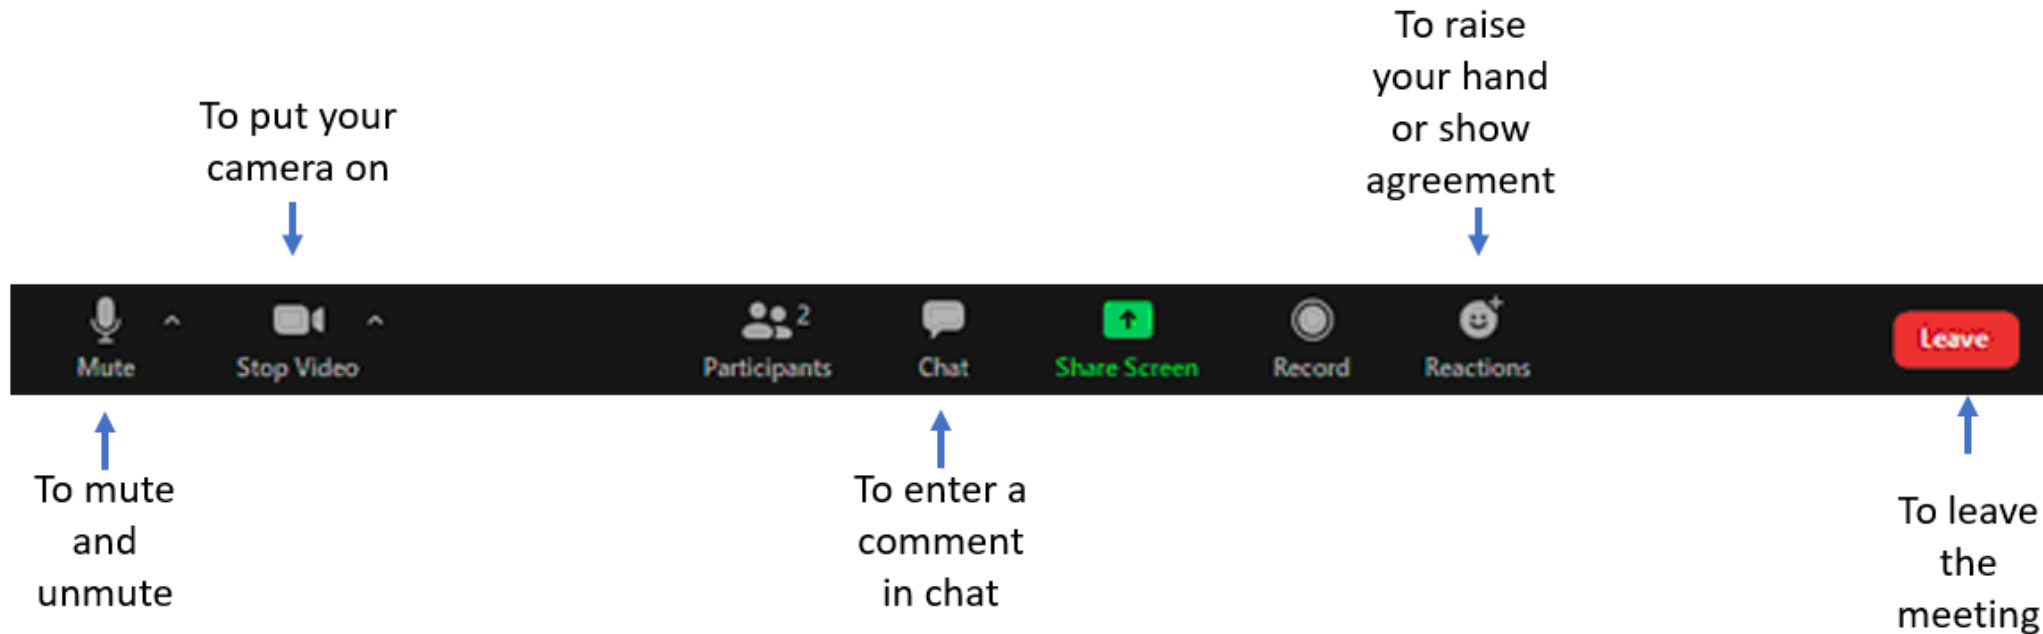 To raise
your hand
or show
agreement
To put your
camera on
Mute
Stop Video
Participants 2
Chat
Share Screen
Record
Reactions
Leave
To mute
and
unmute
To enter a
comment
in chat
To leave
the
meeting